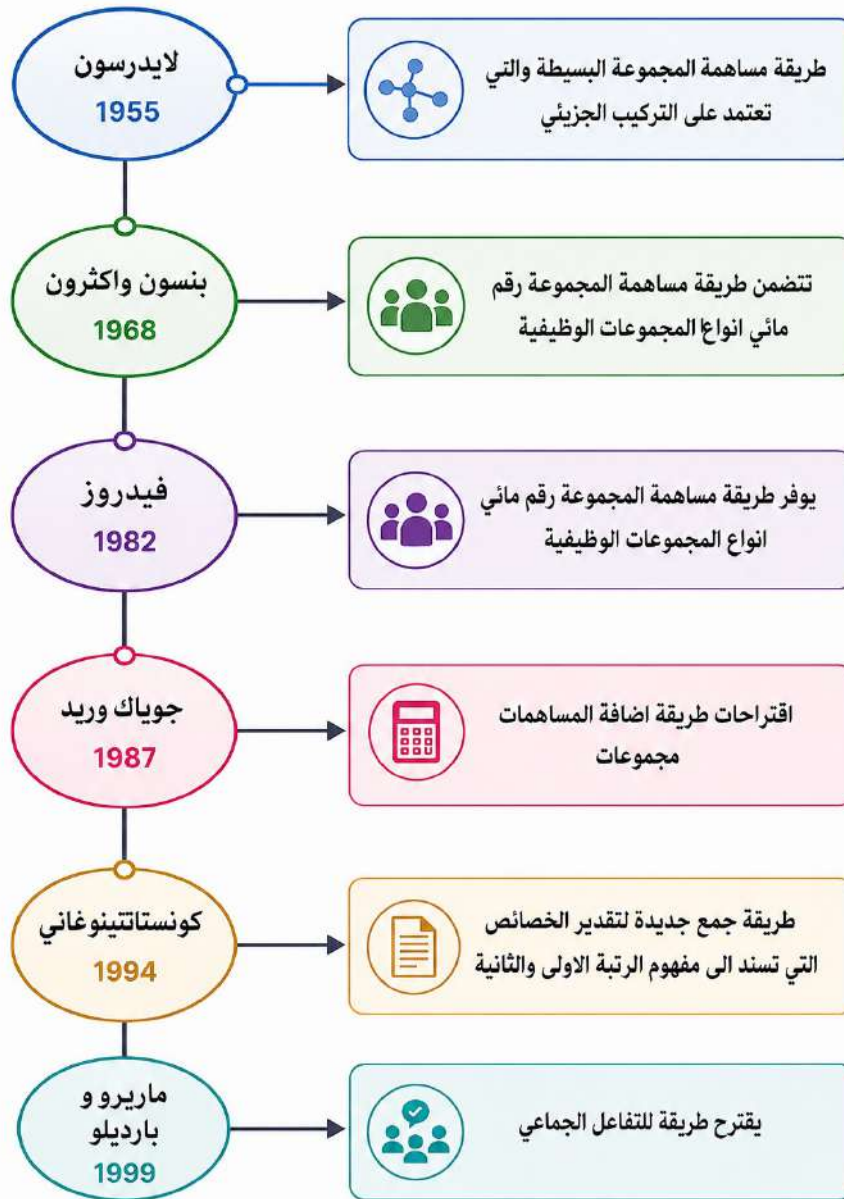 لايدرسون
1955
طريقة مساهمة المجموعة البسيطة والتي
تعتمد على التركيب الجزيئي
بنسون واكثرون
1968
تتضمن طريقة مساهمة المجموعة رقم
مائي انواع المجموعات الوظيفية
فيدروز
1982
يوفر طريقة مساهمة المجموعة رقم مائي
انواع المجموعات الوظيفية
جوياك وريد
1987
اقتراحات طريقة اضافة المساهمات
مجموعات
كونستاتتينوغاني
1994
طريقة جمع جديدة لتقدير الخصائص
التي تسند الى مفهوم الرتبة الاولى والثانية
ماريرو و
بارديلو
1999
يقترح طريقة للتفاعل الجماعي